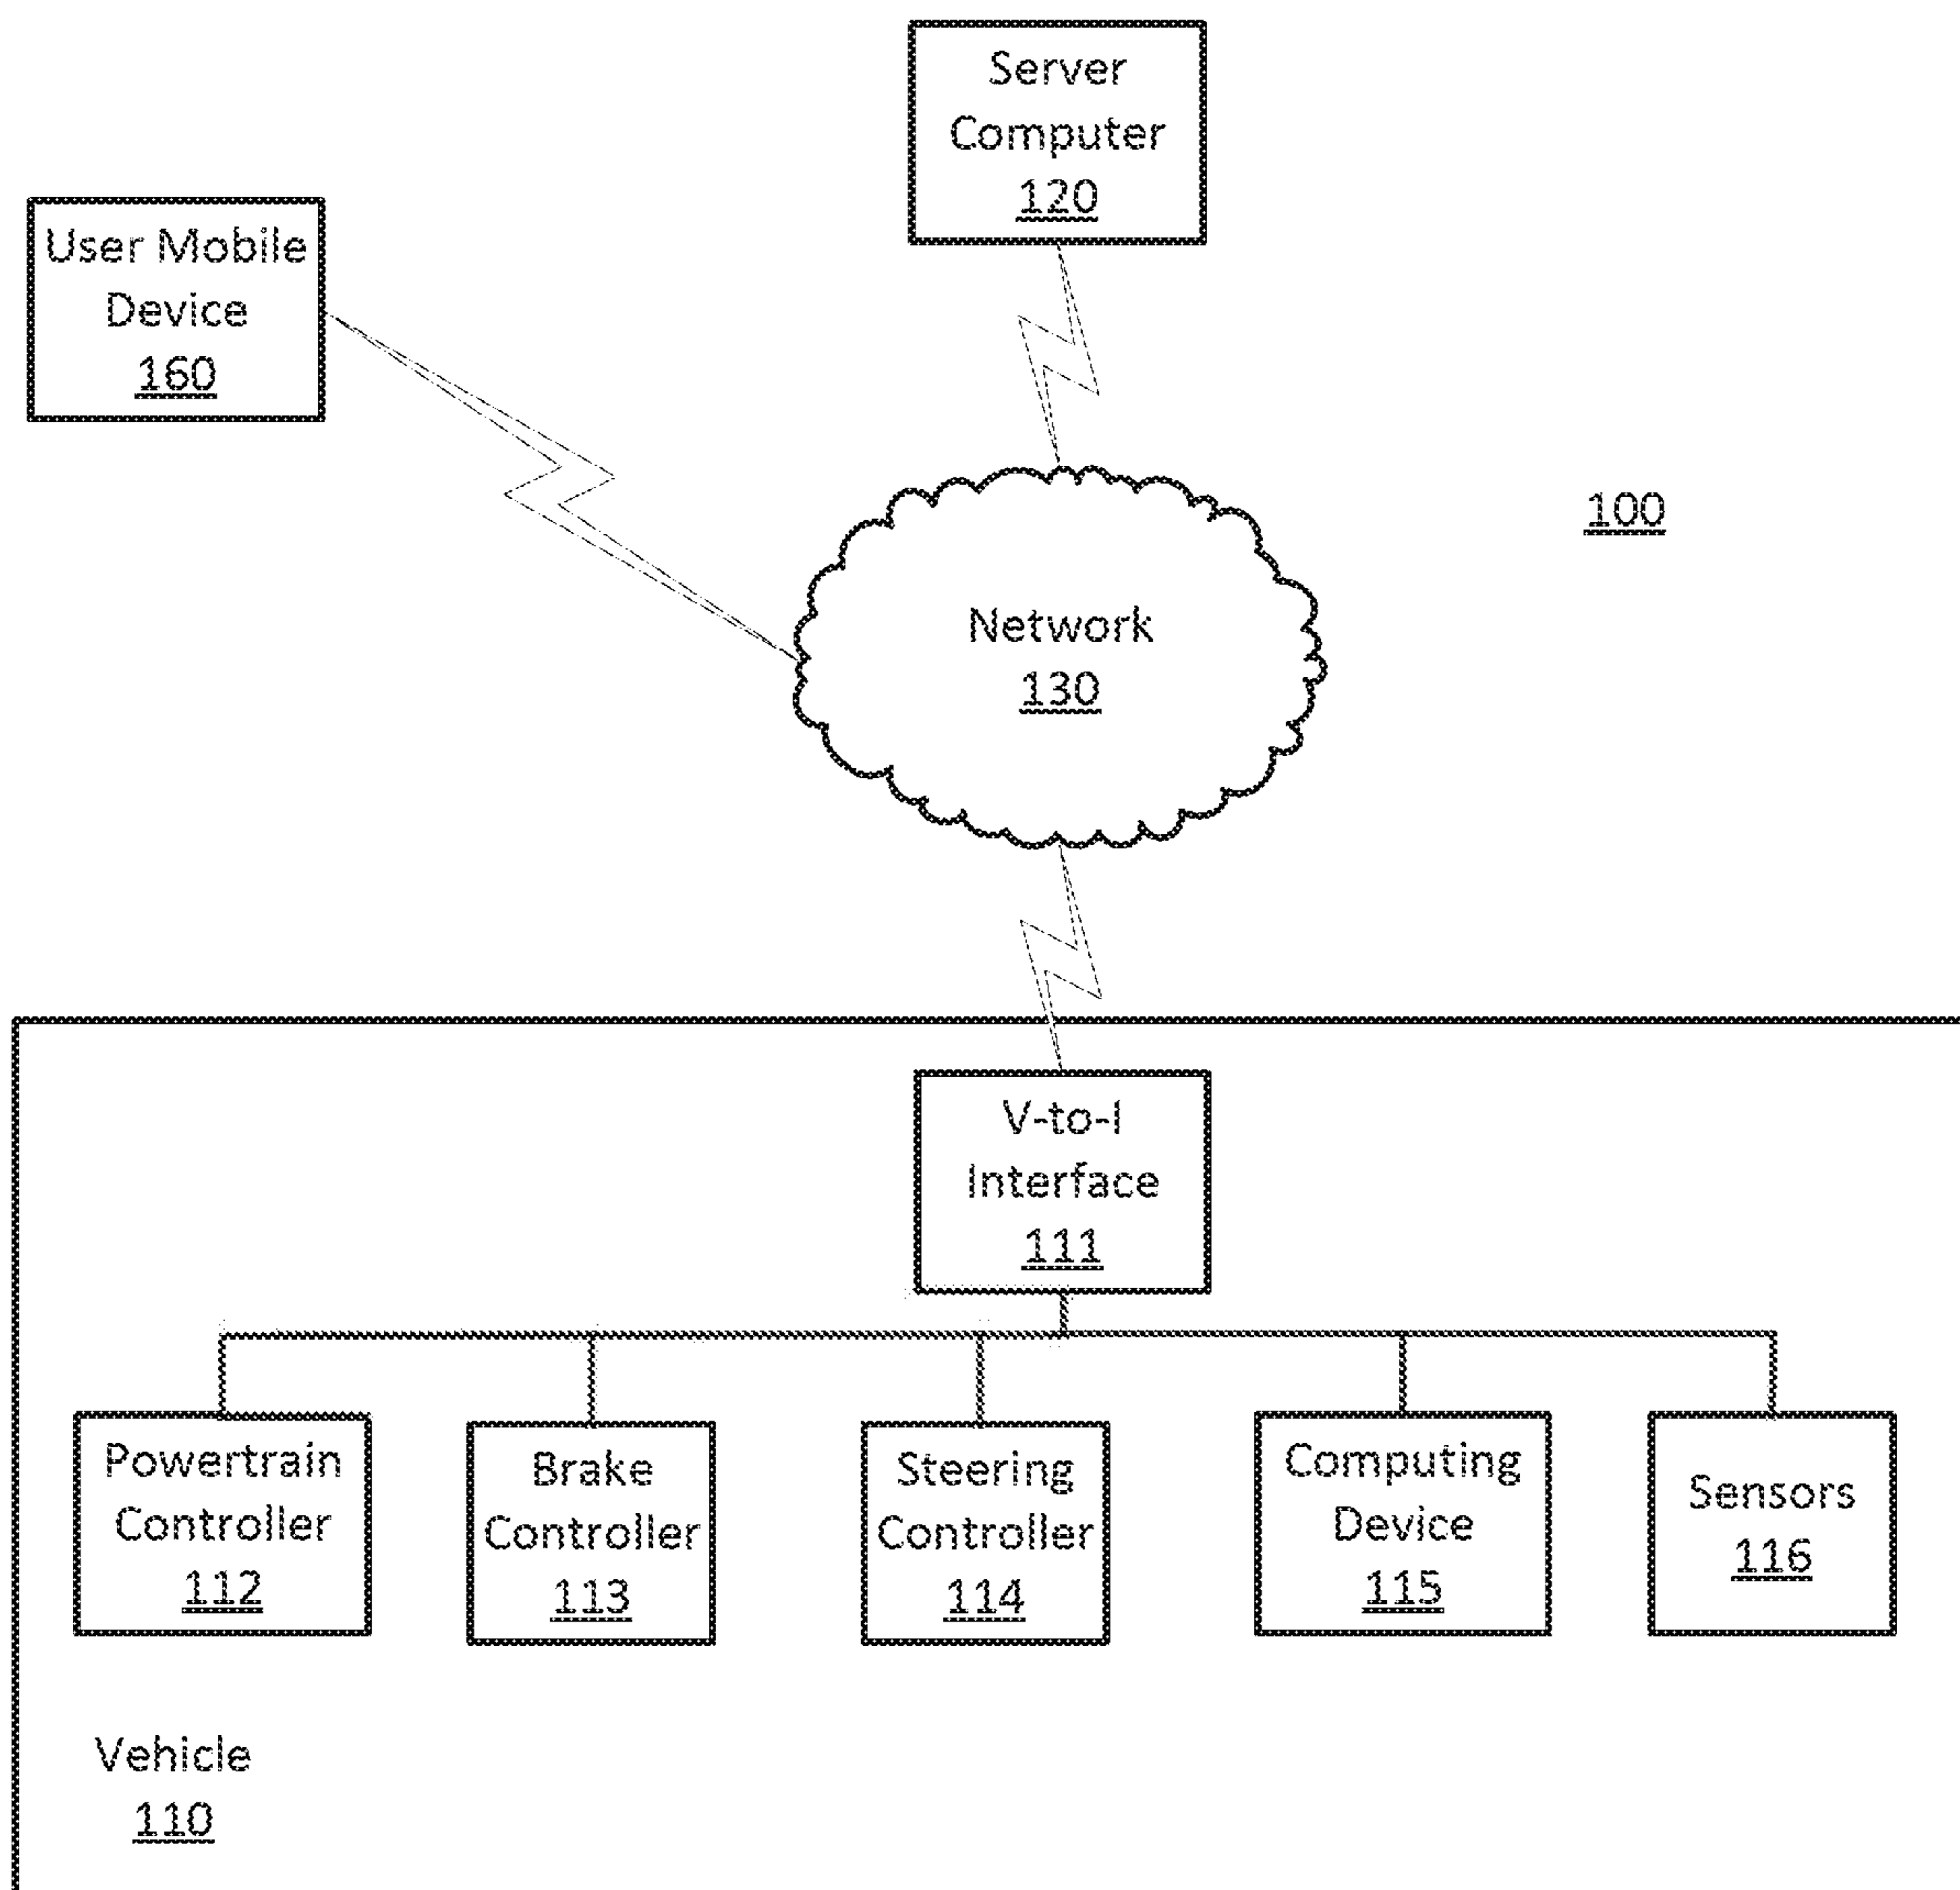 Server
Computer
120
User Mobile
Device
160
100
Network
130
V-to-I
Interface
111
Powertrain
Controller
112
Brake
Controller
113
Steering
Controller
114
Computing
Device
115
Sensors
116
Vehicle
110